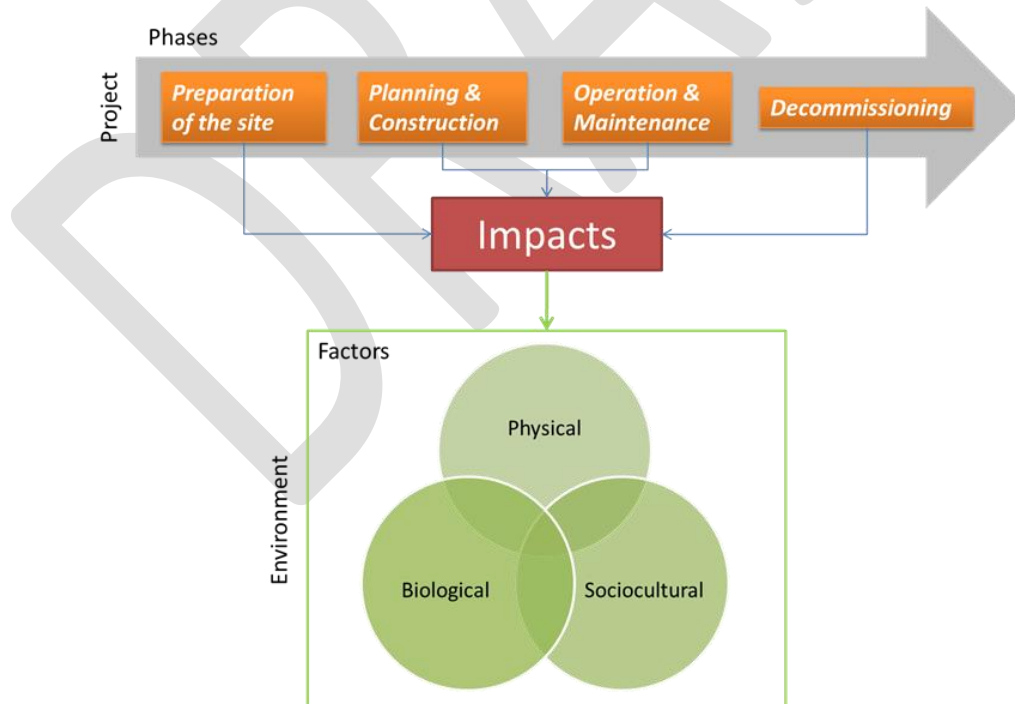 Phases
Project
Preparation
of the site
Planning &
Construction
Operation &
Maintenance
Decommissioning
Impacts
Factors
Environment
Physical
Biological
Sociocultural